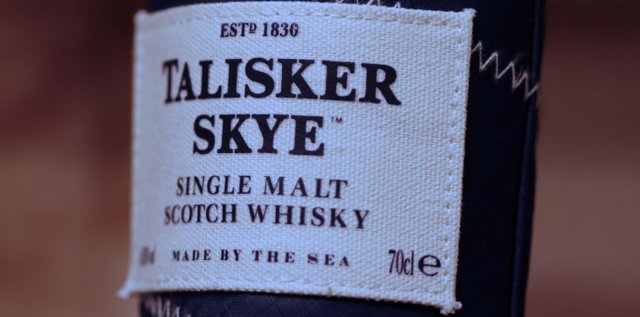 ESTD 1830
TALISKER
SKYE™
SINGLE MALT
SCOTCH WHISKY
MADE BY THE SEA 70cl ℮